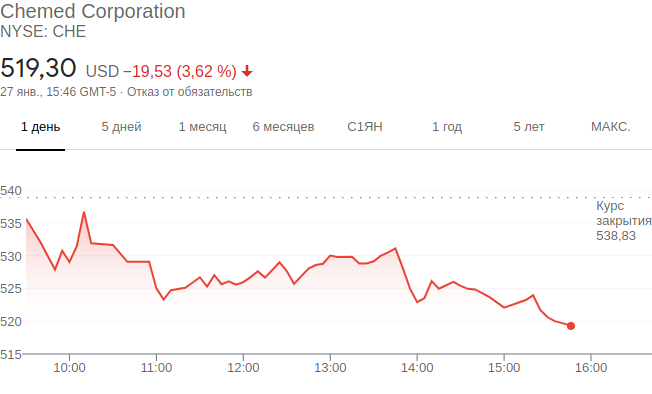 Chemed Corporation
NYSE: CHE
519,30 USD −19,53 (3,62 %)
27 янв., 15:46 GMT-5 · Отказ от обязательств
1 день 5 дней 1 месяц 6 месяцев С1ЯН 1 год 5 лет МАКС.
540
Курс
закрытия
538,83
535
530
525
520
515
10:00 11:00 12:00 13:00 14:00 15:00 16:00